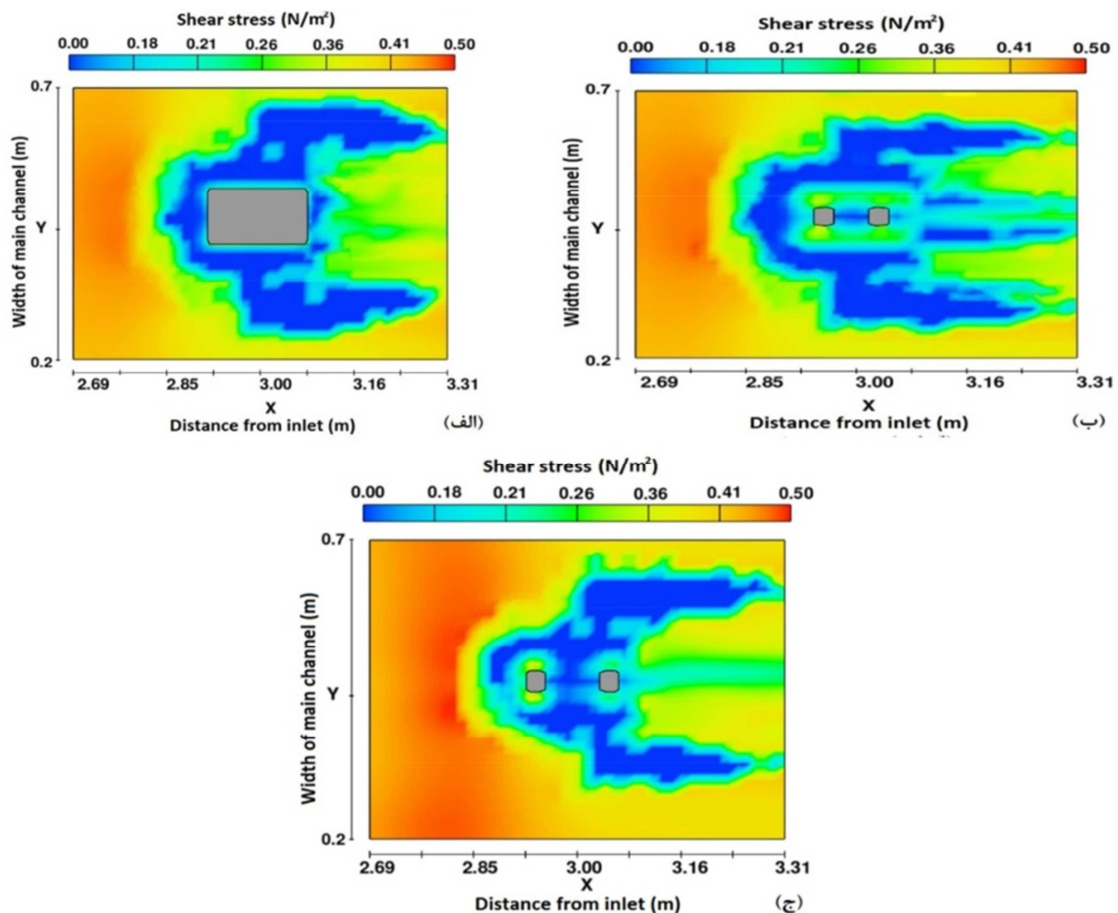 Shear stress (N/m²)
0.00 0.18 0.21 0.26 0.36 0.41 0.50
0.7
Width of main channel (m)
Y
0.2
2.69 2.85 3.00 3.16 3.31
X
Distance from inlet (m)
(الف)
Shear stress (N/m²)
0.00 0.18 0.21 0.26 0.36 0.41 0.50
0.7
Width of main channel (m)
Y
0.2
2.69 2.85 3.00 3.16 3.31
X
Distance from inlet (m)
(ب)
Shear stress (N/m²)
0.00 0.18 0.21 0.26 0.36 0.41 0.50
0.7
Width of main channel (m)
Y
0.2
2.69 2.85 3.00 3.16 3.31
X
Distance from inlet (m)
(ج)